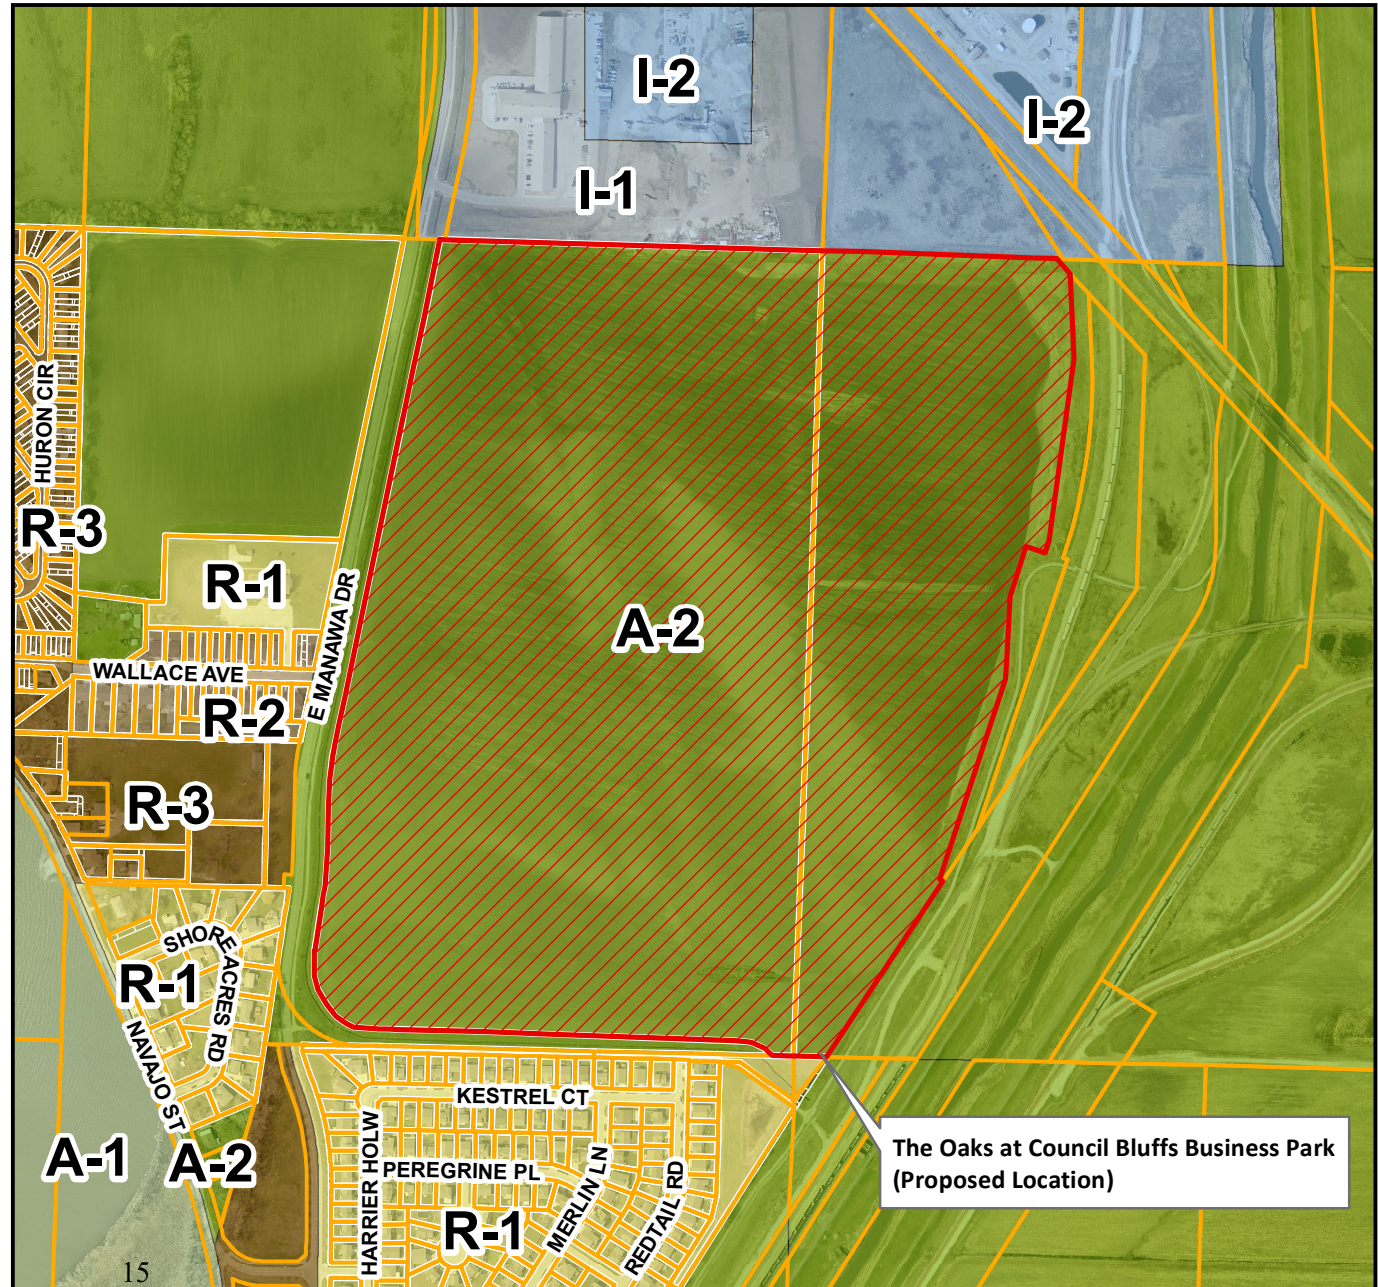 I-2
I-2
I-1
HURON CIR
R-3
R-1
E MANAWA DR
A-2
WALLACE AVE
R-2
R-3
SHORE ACRES RD
R-1
NAVAJO ST
KESTREL CT
HARRIER HOLW
PEREGRINE PL
MERLIN LN
REDTAIL RD
The Oaks at Council Bluffs Business Park
(Proposed Location)
A-1
A-2
R-1
15